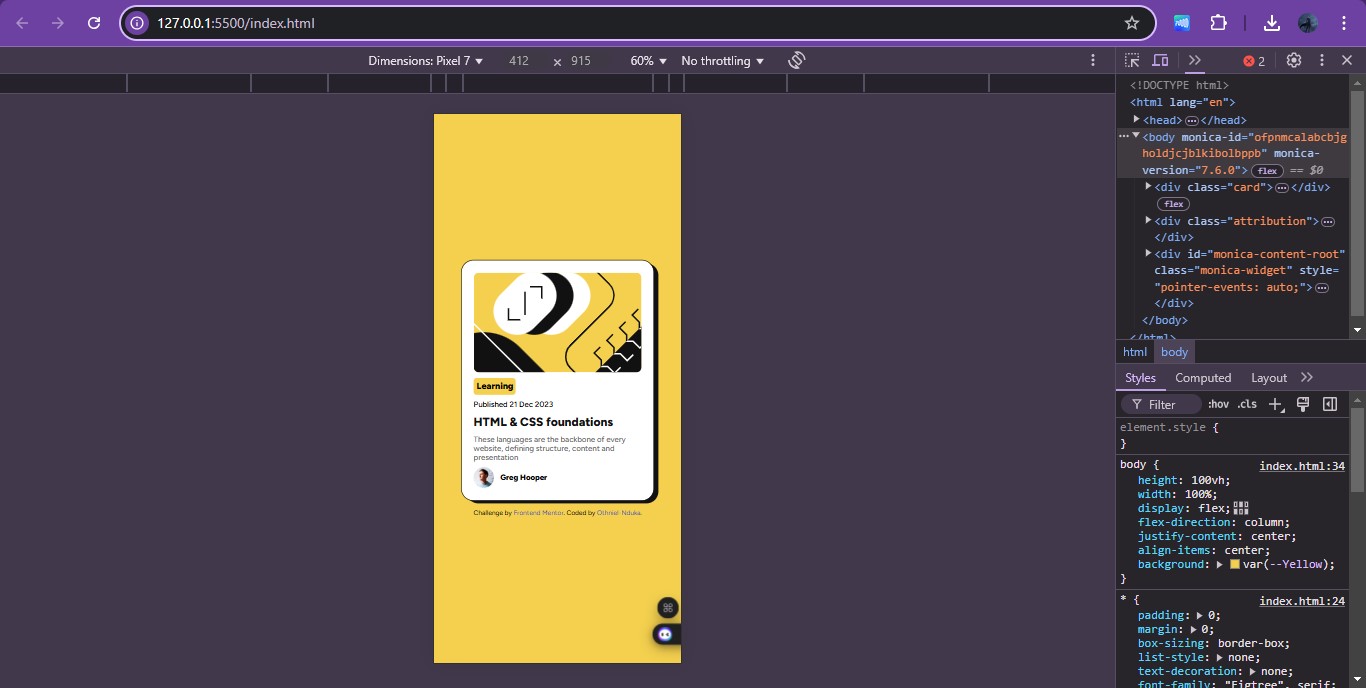 127.0.0.1:5500/index.html
Dimensions: Pixel 7 412 × 915 60% No throttling
2
<!DOCTYPE html>
<html lang="en">
<head></head>
<body monica-id="ofpnmcalabcbjg
holdjcjblkibolbppb" monica-
version="7.6.0"> flex == $0
<div class="card"></div>
flex
<div class="attribution">
</div>
<div id="monica-content-root"
class="monica-widget" style=
"pointer-events: auto;">
</div>
</body>
</html>
html body
Styles Computed Layout
Filter :hov .cls
element.style {
}
body { index.html:34
height: 100vh;
width: 100%;
display: flex;
flex-direction: column;
justify-content: center;
align-items: center;
background: var(--Yellow);
}
* { index.html:24
padding: 0;
margin: 0;
box-sizing: border-box;
list-style: none;
text-decoration: none;
font-family: "Figtree", serif;
Learning
Published 21 Dec 2023
HTML & CSS foundations
These languages are the backbone of every
website, defining structure, content and
presentation
Greg Hooper
Challenge by Frontend Mentor. Coded by Othniel Nduka.